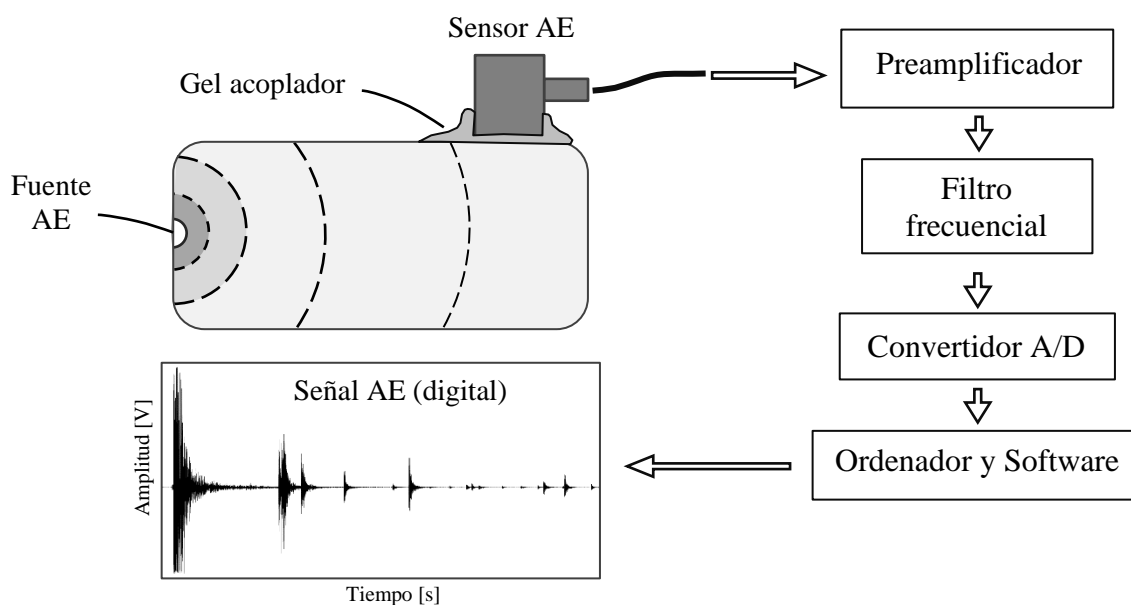 Sensor AE
Gel acoplador
Fuente
AE
Preamplificador
Filtro
frecuencial
Convertidor A/D
Ordenador y Software
Señal AE (digital)
Amplitud [V]
Tiempo [s]